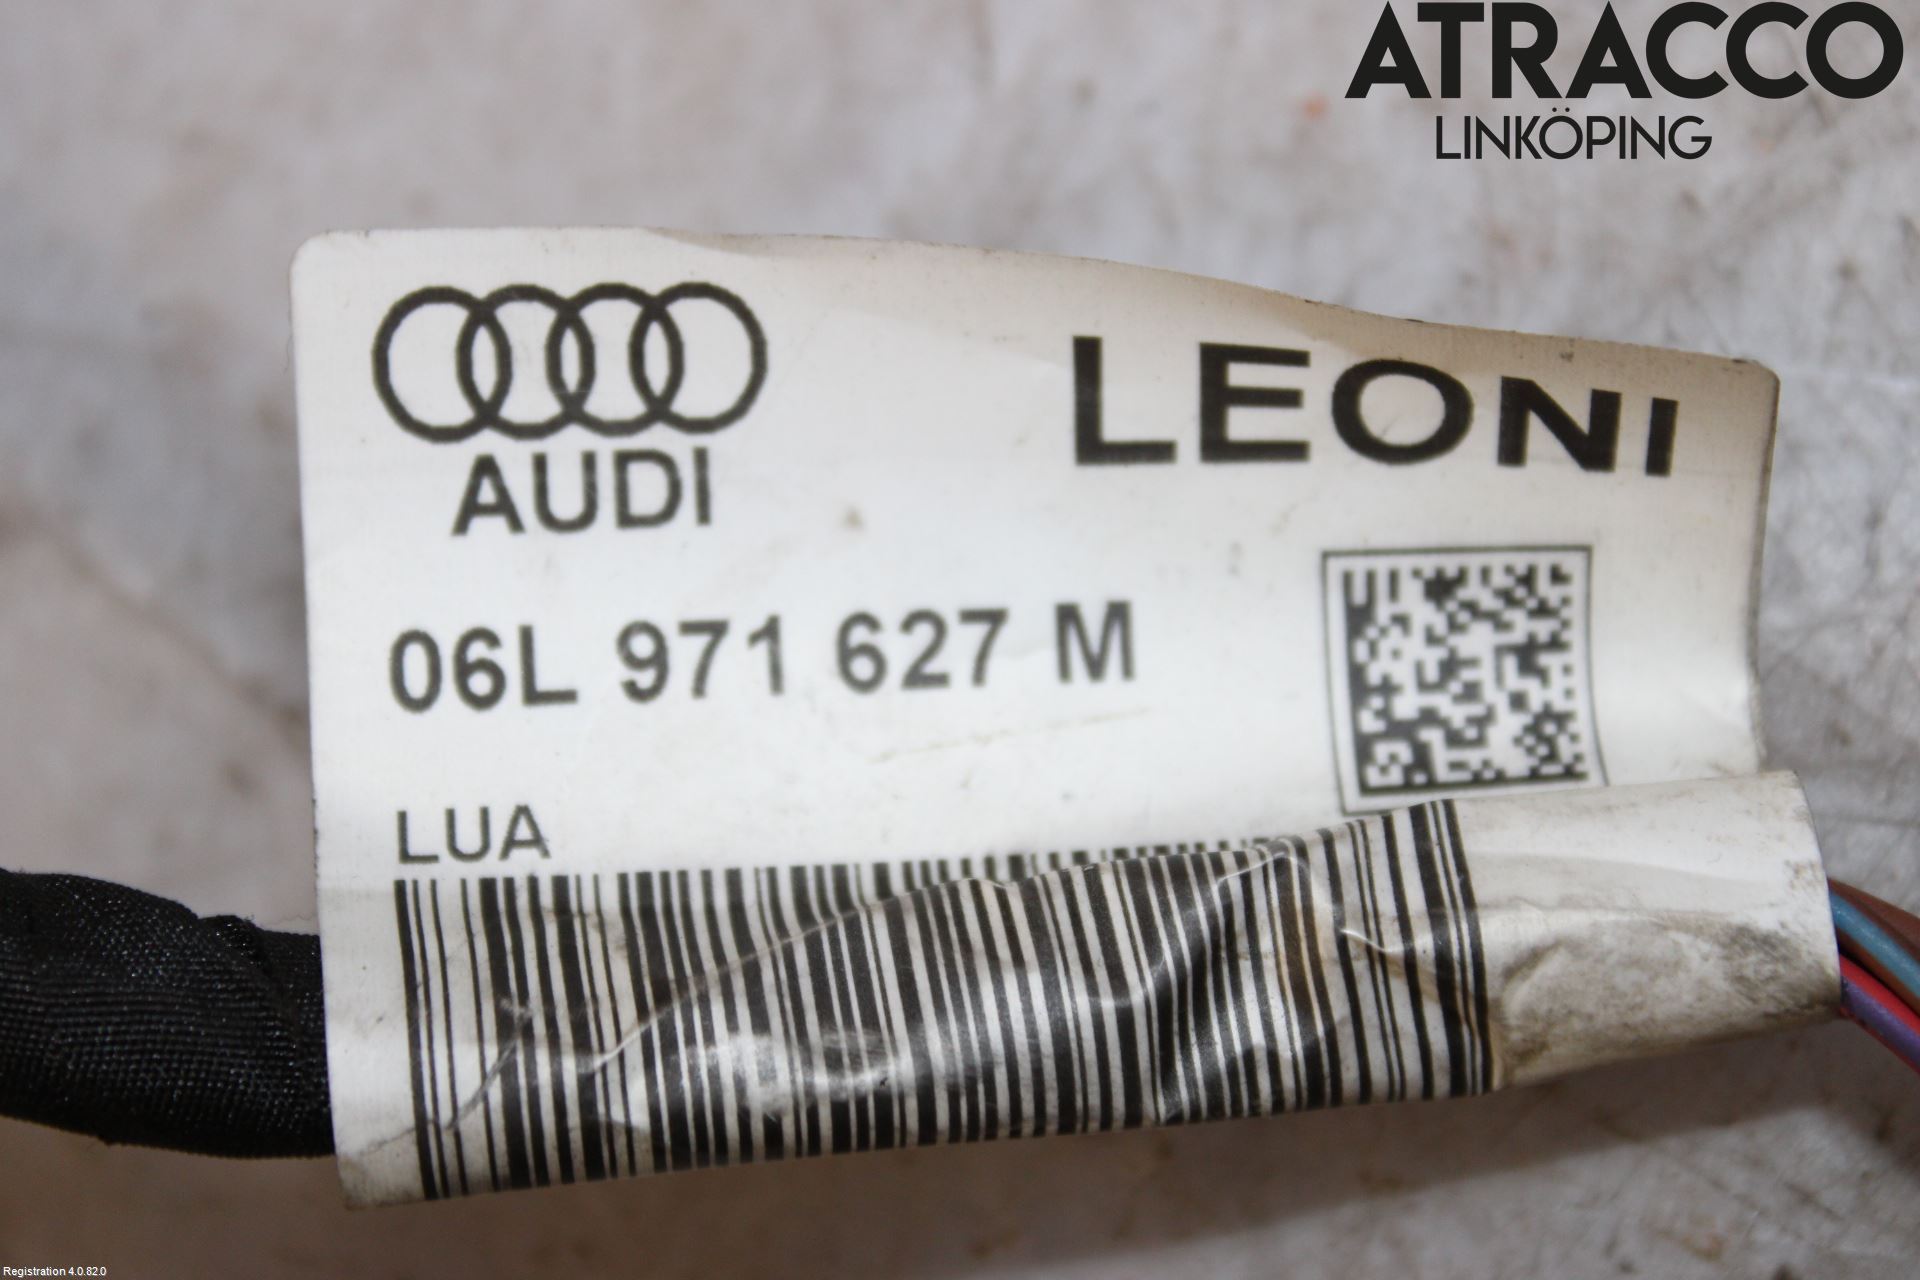 ATRACCO
LINKÖPING
AUDI
LEONI
06L 971 627 M
LUA
Registration 4.0.82.0